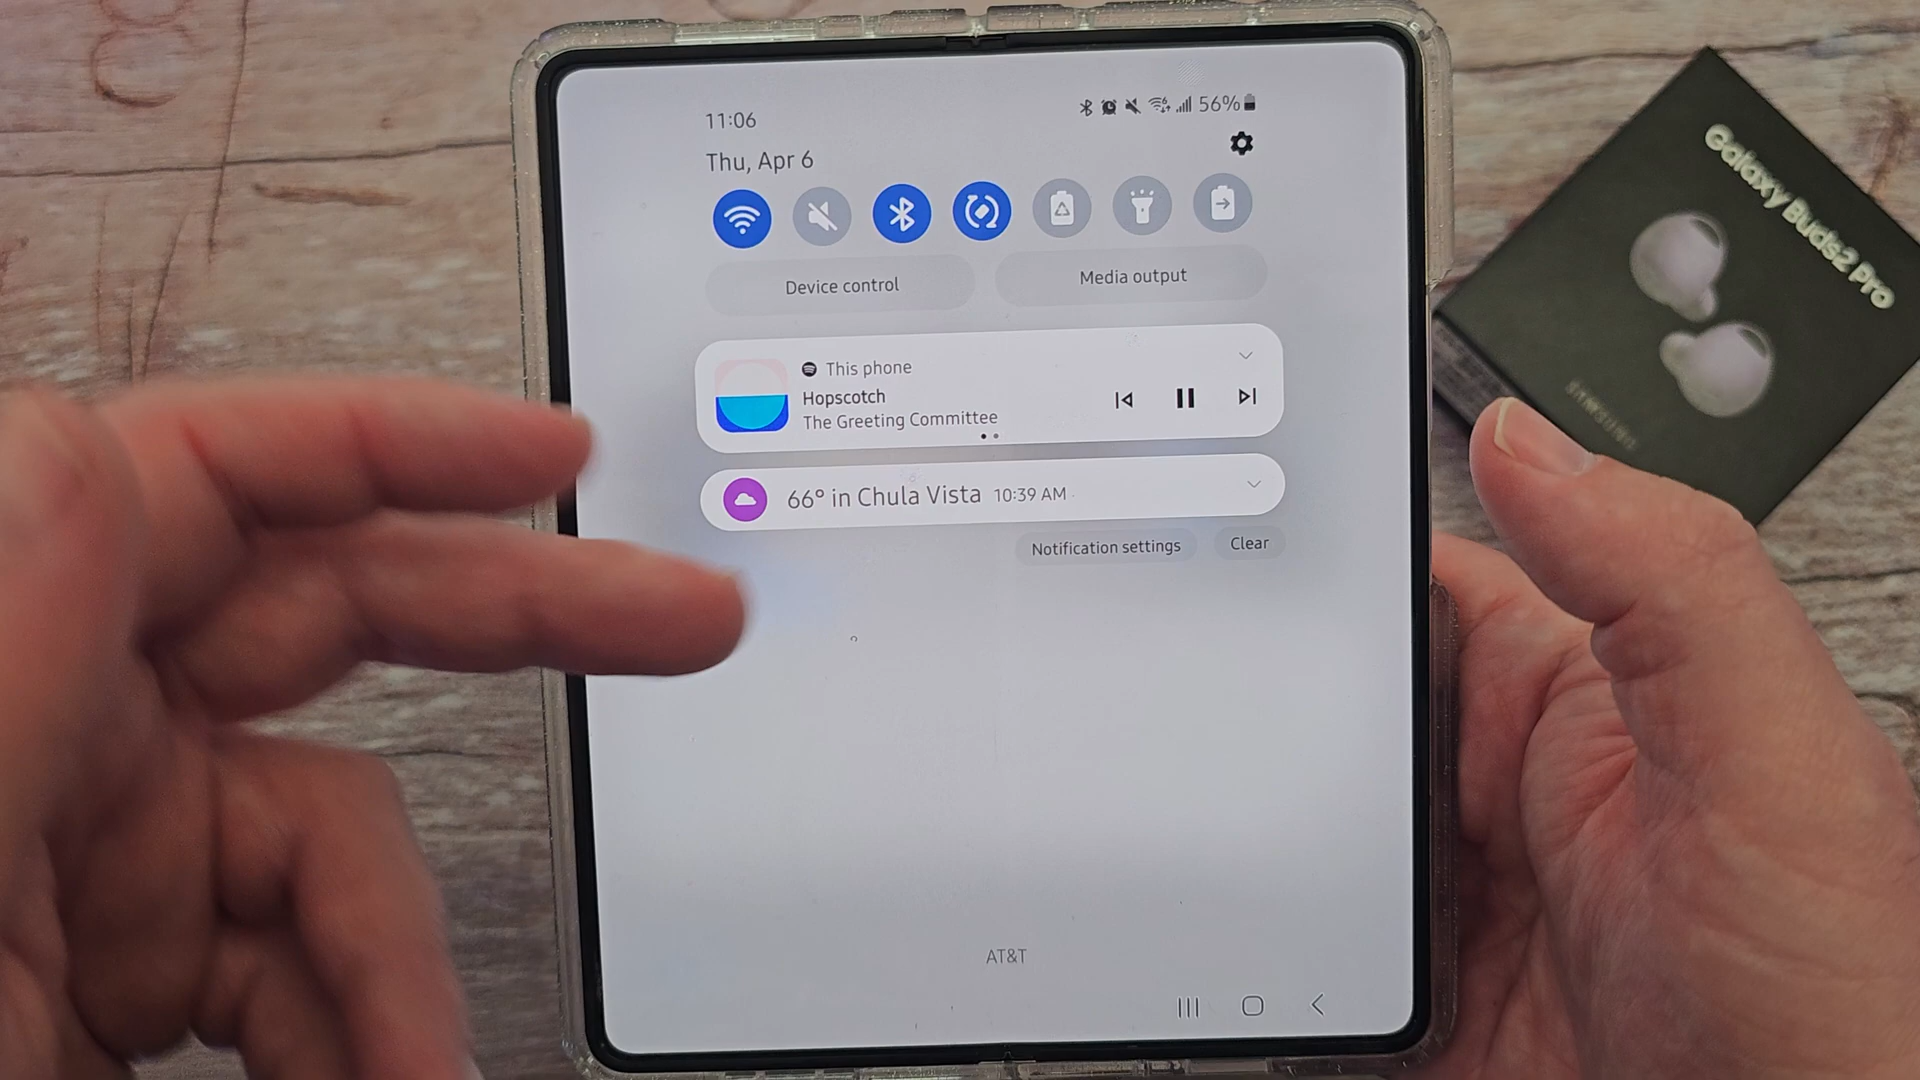 11:06
56%
Thu, Apr 6
Device control
Media output
This phone
Hopscotch
The Greeting Committee
66° in Chula Vista 10:39 AM
Notification settings
Clear
AT&T
Galaxy Buds2 Pro
SAMSUNG